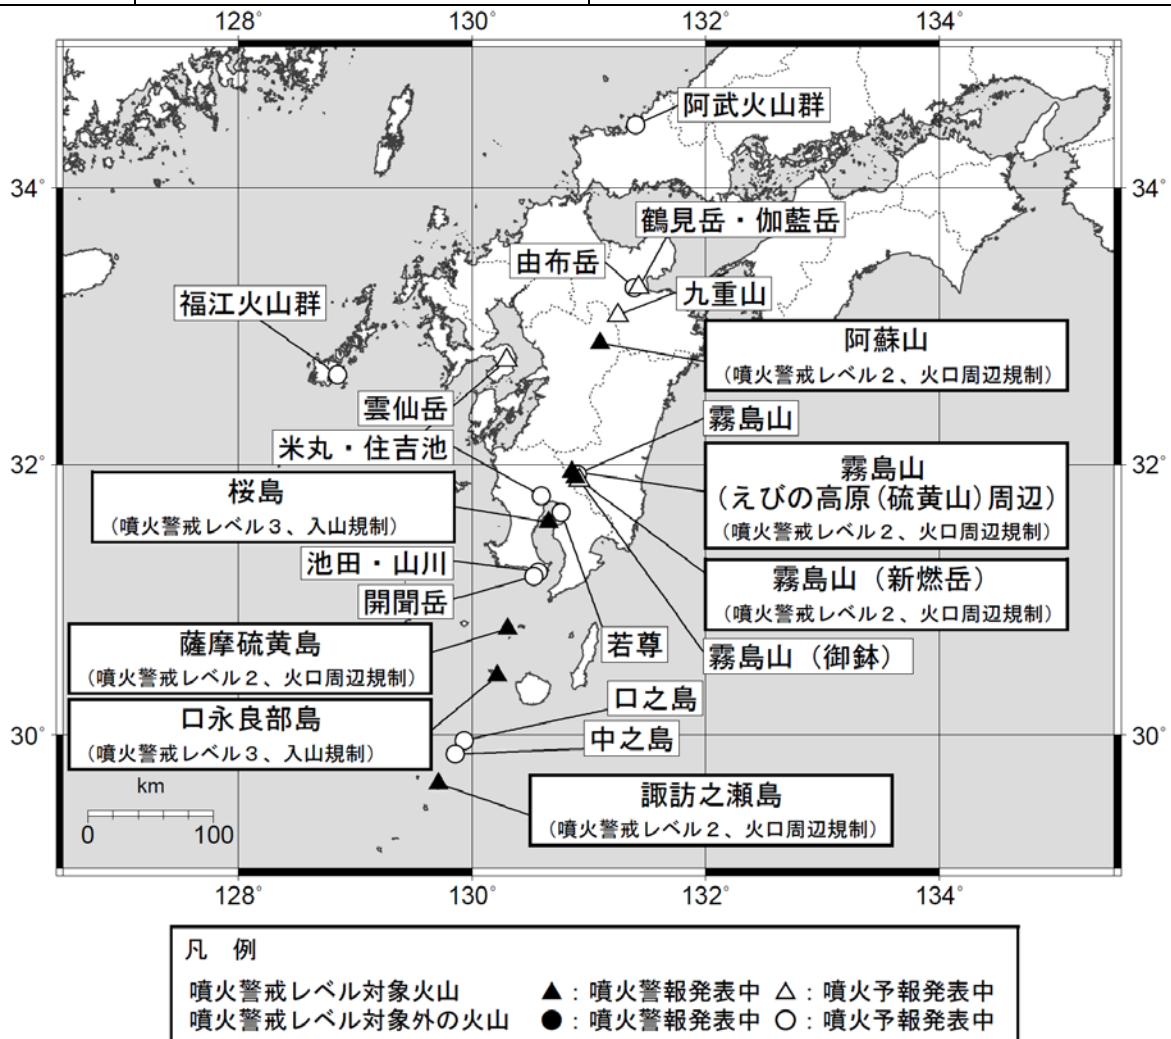 128° 130° 132° 134°
阿武火山群
34° 34°
鶴見岳・伽藍岳
由布岳
九重山
福江火山群
阿蘇山
(噴火警戒レベル2、火口周辺規制)
雲仙岳
霧島山
米丸・住吉池
32° 32°
霧島山
(えびの高原(硫黄山)周辺)
(噴火警戒レベル2、火口周辺規制)
桜島
(噴火警戒レベル3、入山規制)
池田・山川
霧島山(新燃岳)
(噴火警戒レベル2、火口周辺規制)
開聞岳
薩摩硫黄島
(噴火警戒レベル2、火口周辺規制)
若尊
霧島山(御鉢)
口永良部島
(噴火警戒レベル3、入山規制)
口之島
30° 30°
中之島
km
0 100
諏訪之瀬島
(噴火警戒レベル2、火口周辺規制)
128° 130° 132° 134°
凡 例
噴火警戒レベル対象火山 ▲:噴火警報発表中 △:噴火予報発表中
噴火警戒レベル対象外の火山 ●:噴火警報発表中 ○:噴火予報発表中